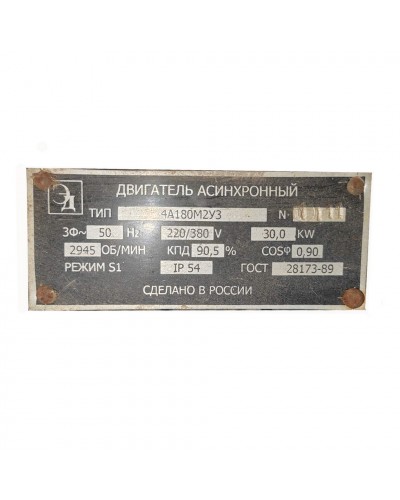 ЭД
ДВИГАТЕЛЬ АСИНХРОННЫЙ
ТИП 4А180М2У3 N
3Ф~ 50 Hz 220/380 V 30,0 KW
2945 ОБ/МИН КПД 90,5% COSφ 0,90
РЕЖИМ S1 IP 54 ГОСТ 28173-89
СДЕЛАНО В РОССИИ